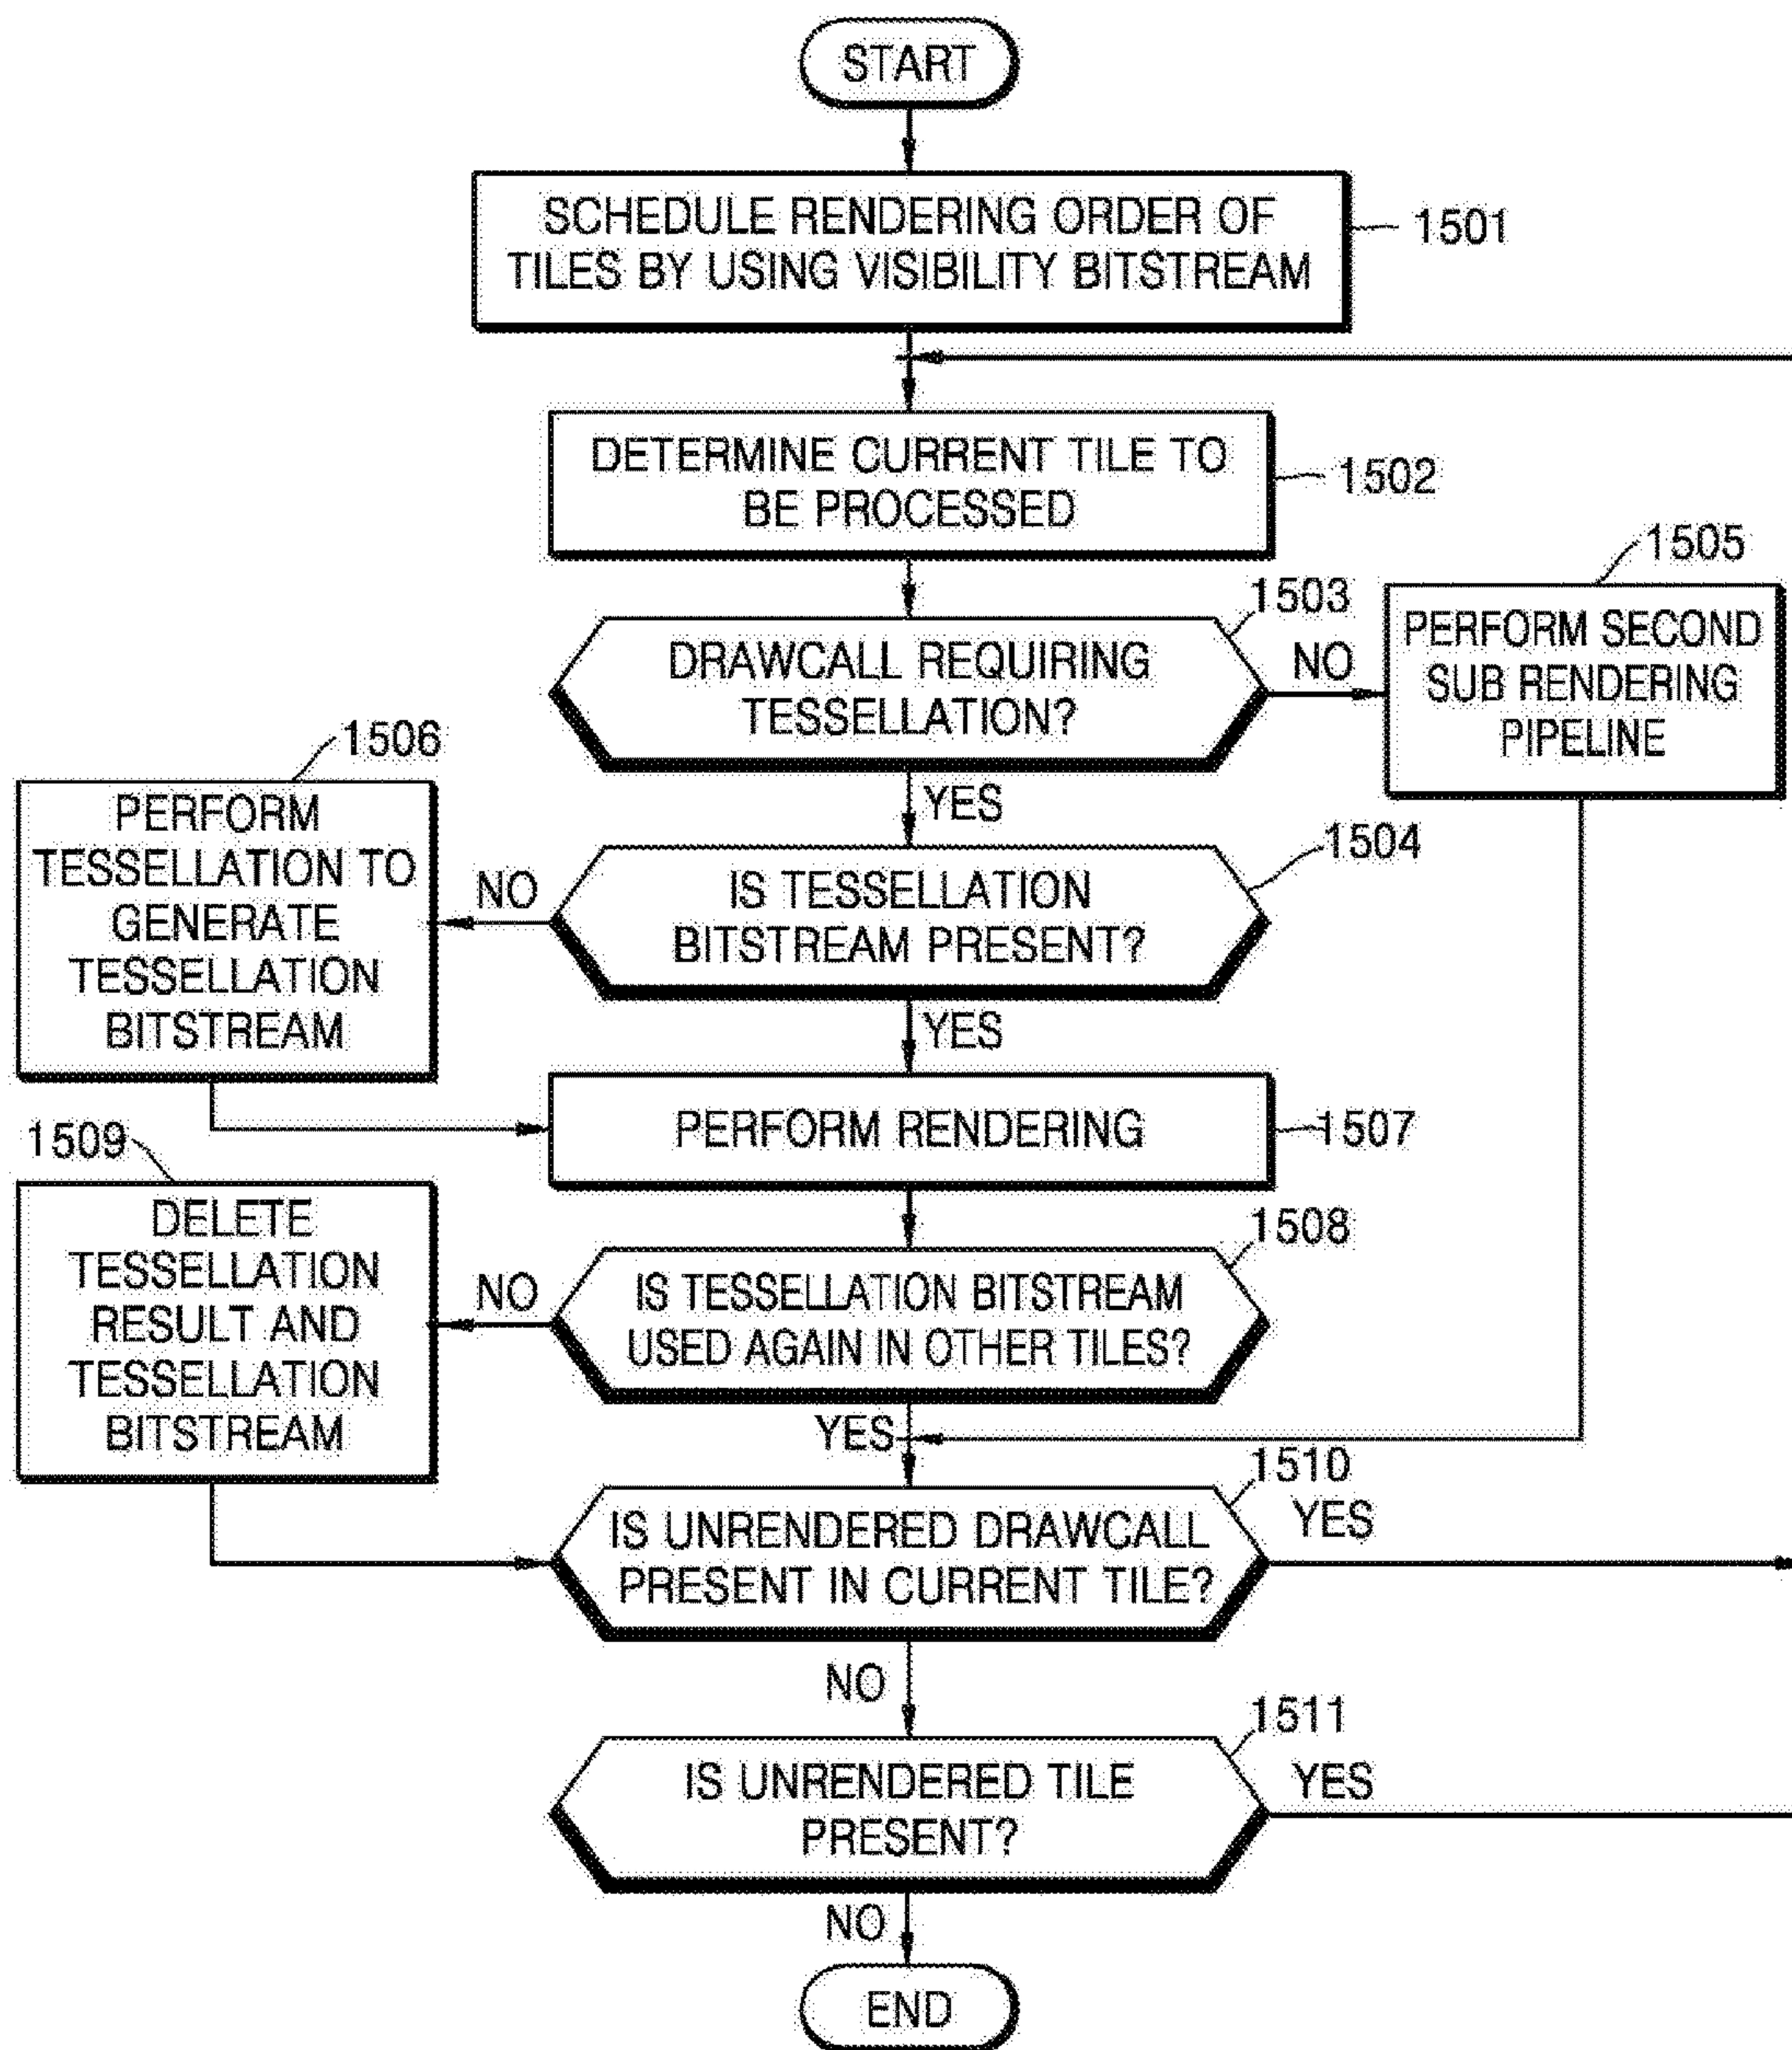 START
SCHEDULE RENDERING ORDER OF
TILES BY USING VISIBILITY BITSTREAM
1501
DETERMINE CURRENT TILE TO
BE PROCESSED
1502
1503
DRAWCALL REQUIRING
TESSELLATION?
NO
1505
PERFORM SECOND
SUB RENDERING
PIPELINE
YES
1504
IS TESSELLATION
BITSTREAM PRESENT?
NO
1506
PERFORM
TESSELLATION TO
GENERATE
TESSELLATION
BITSTREAM
YES
PERFORM RENDERING
1507
1508
IS TESSELLATION BITSTREAM
USED AGAIN IN OTHER TILES?
NO
1509
DELETE
TESSELLATION
RESULT AND
TESSELLATION
BITSTREAM
YES
1510
IS UNRENDERED DRAWCALL
PRESENT IN CURRENT TILE?
YES
NO
1511
IS UNRENDERED TILE
PRESENT?
YES
NO
END